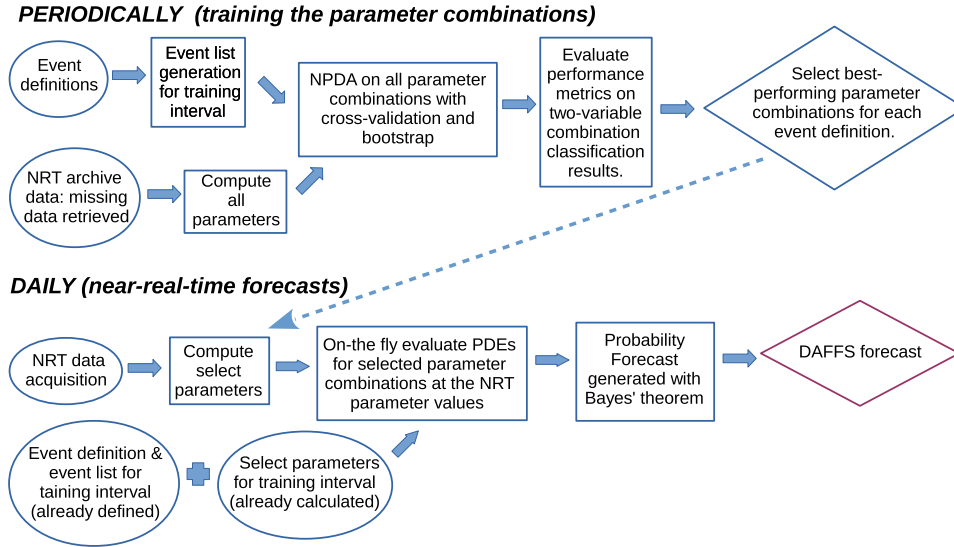 PERIODICALLY  (training the parameter combinations)
Event
definitions
Event list
generation
for training
interval
NRT archive
data: missing
data retrieved
Compute
all
parameters
NPDA on all parameter
combinations with
cross-validation and
bootstrap
Evaluate
performance
metrics on
two-variable
combination
classification
results.
Select best-
performing parameter
combinations for each
event definition.
DAILY (near-real-time forecasts)
NRT data
acquisition
Compute
select
parameters
On-the fly evaluate PDEs
for selected parameter
combinations at the NRT
parameter values
Probability
Forecast
generated with
Bayes' theorem
DAFFS forecast
Event definition &
event list for
taining interval
(already defined)
Select parameters
for training interval
(already calculated)